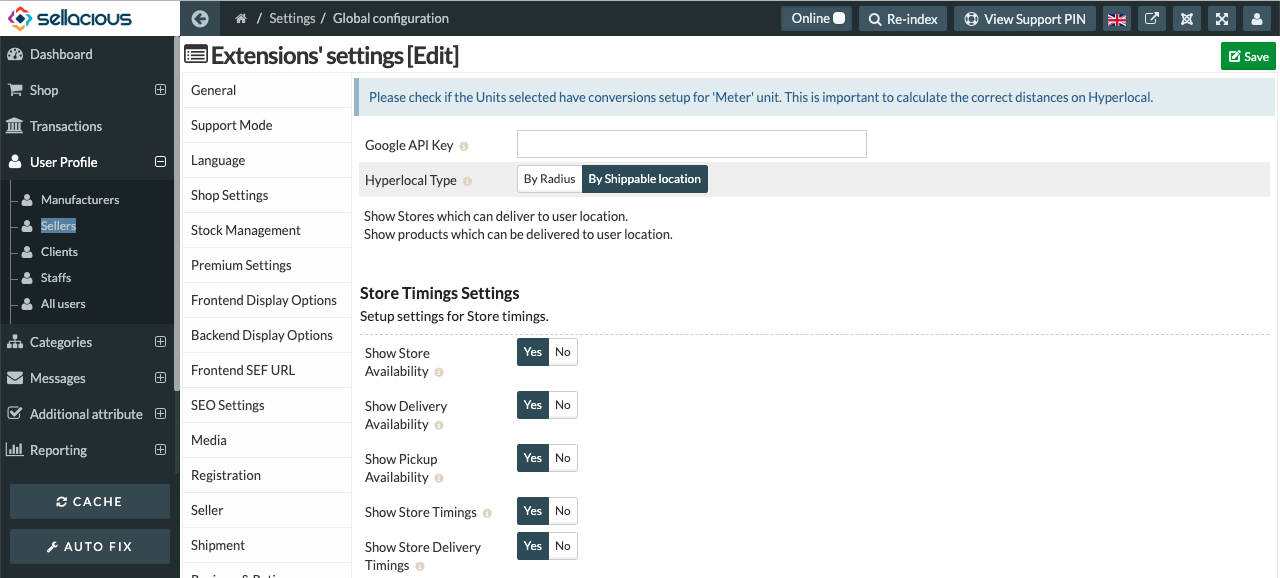 sellacious
/ Settings / Global configuration
Online
Re-index
View Support PIN
Dashboard
Shop
Transactions
User Profile
Manufacturers
Sellers
Clients
Staffs
All users
Categories
Messages
Additional attribute
Reporting
CACHE
AUTO FIX
Extensions' settings [Edit]
Save
General
Support Mode
Language
Shop Settings
Stock Management
Premium Settings
Frontend Display Options
Backend Display Options
Frontend SEF URL
SEO Settings
Media
Registration
Seller
Shipment
Please check if the Units selected have conversions setup for 'Meter' unit. This is important to calculate the correct distances on Hyperlocal.
Google API Key
Hyperlocal Type By Radius By Shippable location
Show Stores which can deliver to user location.
Show products which can be delivered to user location.
Store Timings Settings
Setup settings for Store timings.
Show Store
Availability
Yes No
Show Delivery
Availability
Yes No
Show Pickup
Availability
Yes No
Show Store Timings Yes No
Show Store Delivery
Timings
Yes No